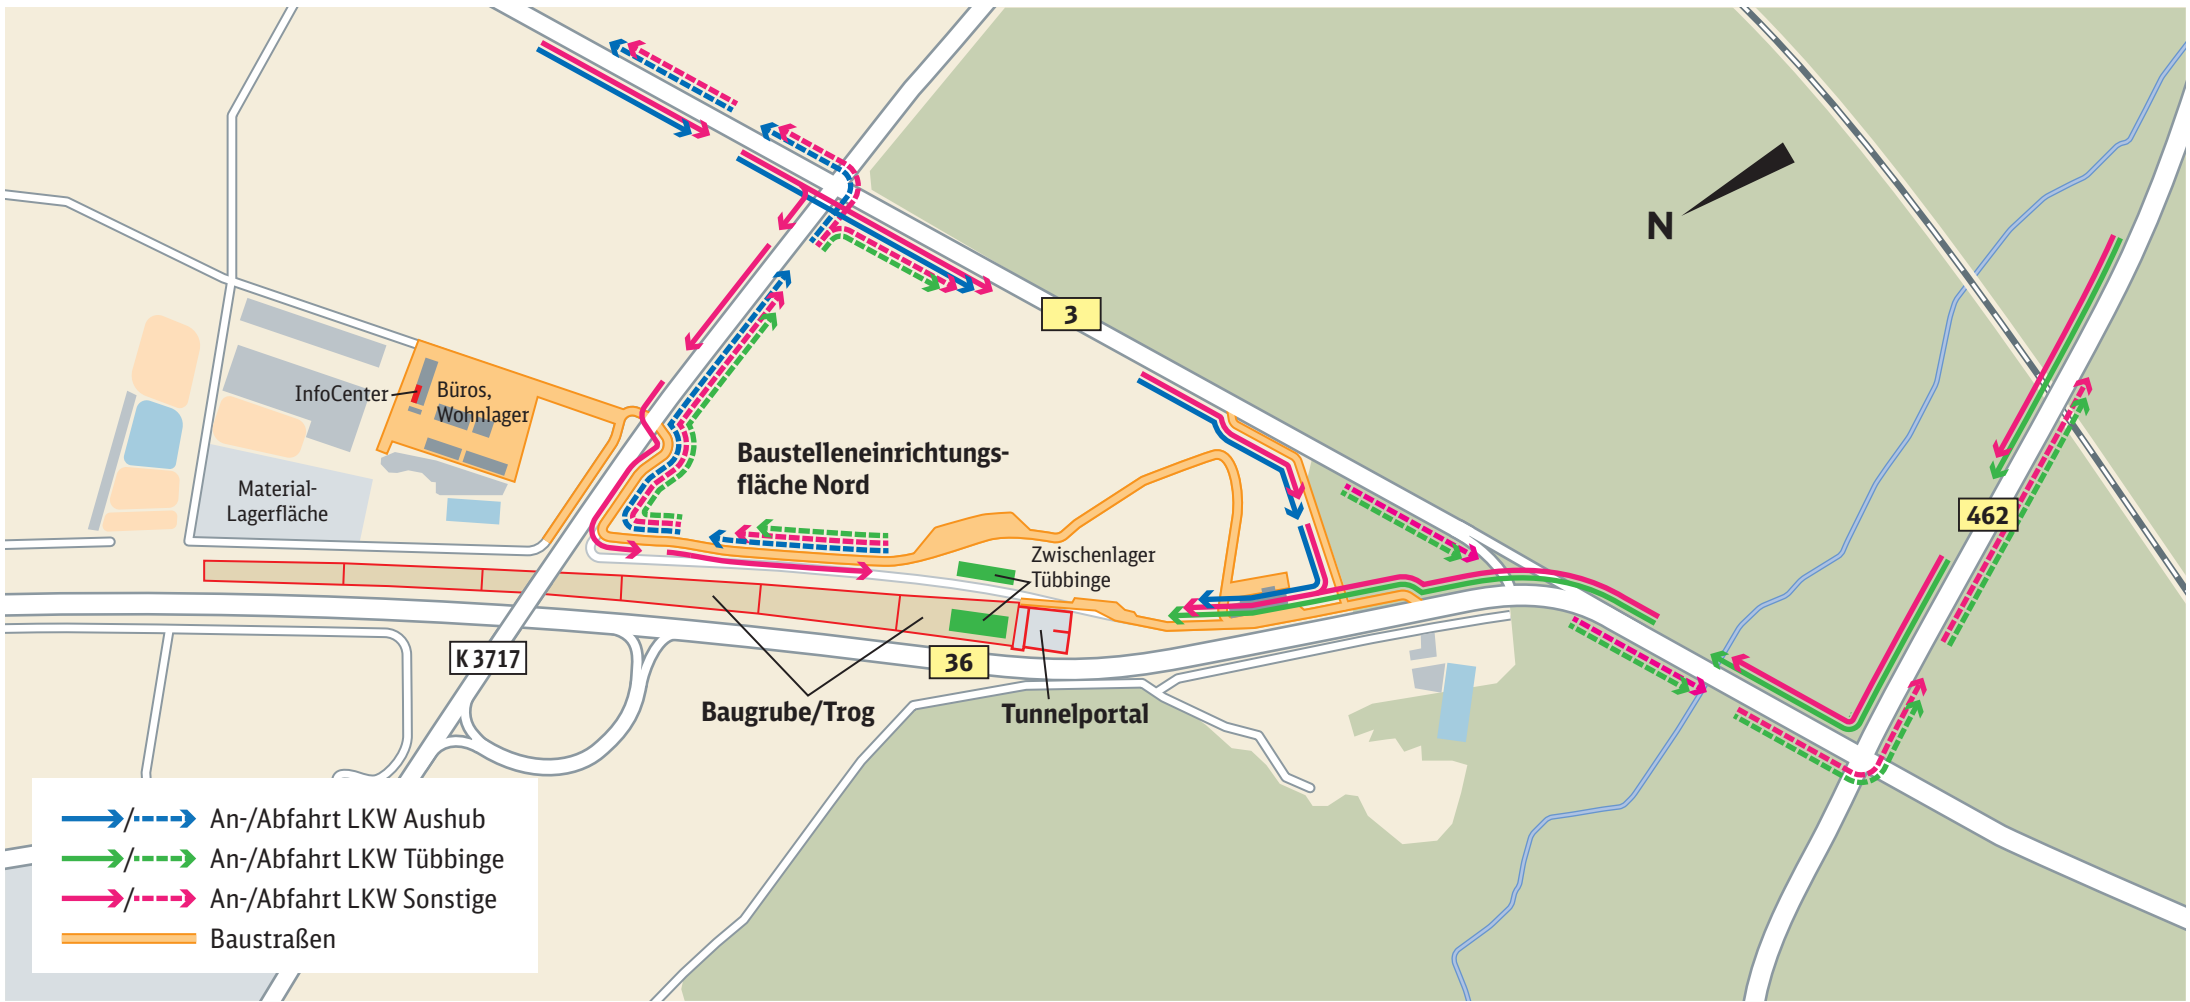 N
3
InfoCenter
Büros,
Wohnlager
Baustelleneinrichtungs-
fläche Nord
Material-
Lagerfläche
462
Zwischenlager
Tübbinge
K 3717
36
Baugrube/Trog
Tunnelportal
/ An-/Abfahrt LKW Aushub
/ An-/Abfahrt LKW Tübbinge
/ An-/Abfahrt LKW Sonstige
Baustraßen